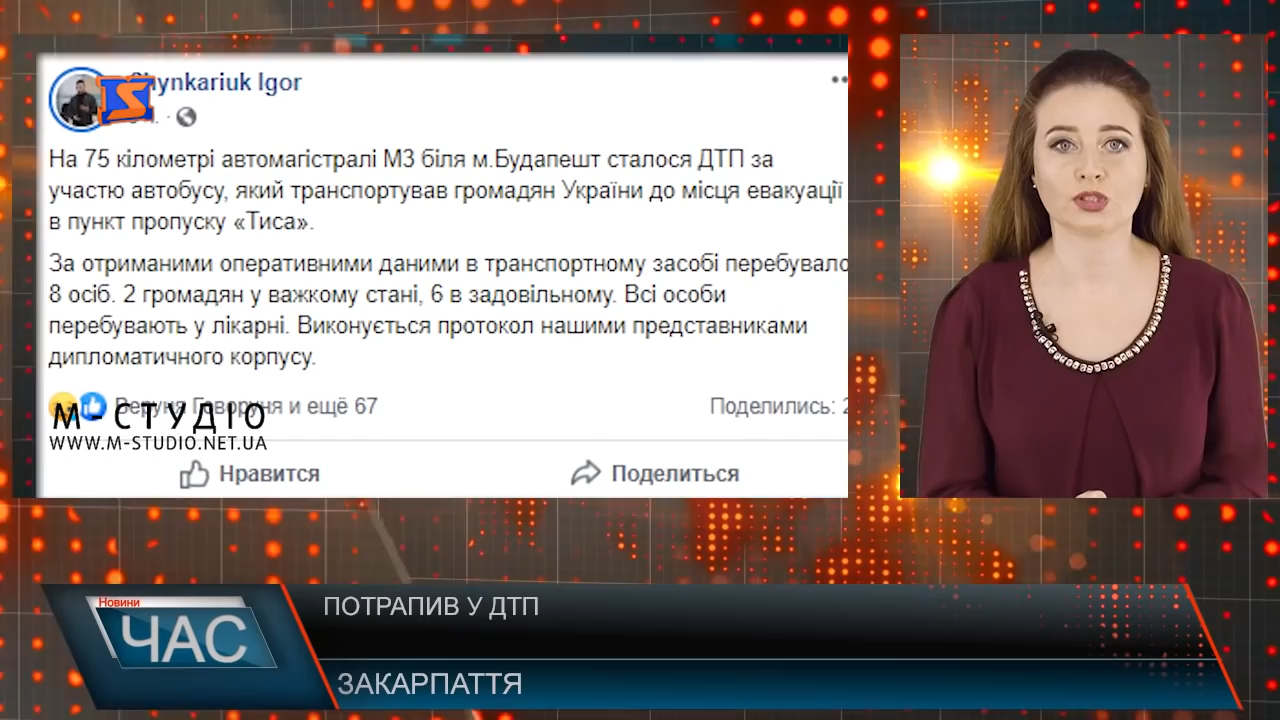 Shynkariuk Igor
На 75 кілометрі автомагістралі М3 біля м.Будапешт сталося ДТП за
участю автобусу, який транспортував громадян України до місця евакуації
в пункт пропуску «Тиса».
За отриманими оперативними даними в транспортному засобі перебувало
8 осіб. 2 громадян у важкому стані, 6 в задовільному. Всі особи
перебувають у лікарні. Виконується протокол нашими представниками
дипломатичного корпусу.
Веруня Говоруня и ещё 67
Поделились: 2
М-СТУДІО
WWW.M-STUDIO.NET.UA
Нравится
Поделиться
Новини
ЧАС
ПОТРАПИВ У ДТП
ЗАКАРПАТТЯ